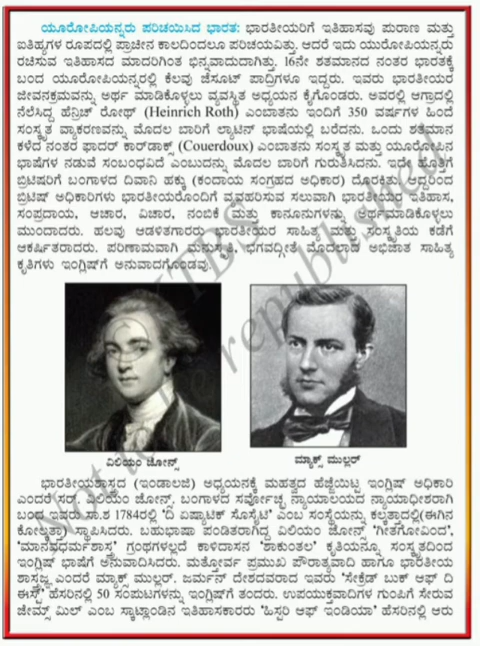 ಯೂರೋಪಿಯನ್ನರು ಪರಿಚಯಿಸಿದ ಭಾರತ: ಭಾರತೀಯರಿಗೆ ಇತಿಹಾಸವು ಪುರಾಣ ಮತ್ತು
ಐತಿಹ್ಯಗಳ ರೂಪದಲ್ಲಿ ಪ್ರಾಚೀನ ಕಾಲದಿಂದಲೂ ಪರಿಚಯವಿತ್ತು. ಆದರೆ ಇದು ಯುರೋಪಿಯನ್ನರು
ರಚಿಸುವ ಇತಿಹಾಸದ ಮಾದರಿಗಿಂತ ಭಿನ್ನವಾದುದಾಗಿತ್ತು. 16ನೇ ಶತಮಾನದ ನಂತರ ಭಾರತಕ್ಕೆ
ಬಂದ ಯೂರೋಪಿಯನ್ನರಲ್ಲಿ ಕೆಲವು ಜೆಸೂಟ್ ಪಾದ್ರಿಗಳೂ ಇದ್ದರು. ಇವರು ಭಾರತೀಯರ
ಜೀವನಕ್ರಮವನ್ನು ಅರ್ಥ ಮಾಡಿಕೊಳ್ಳಲು ವ್ಯವಸ್ಥಿತ ಅಧ್ಯಯನ ಕೈಗೊಂಡರು. ಅವರಲ್ಲಿ ಆಗ್ರಾದಲ್ಲಿ
ನೆಲೆಸಿದ್ದ ಹೆನ್ರಿಚ್ ರೋಥ್ (Heinrich Roth) ಎಂಬಾತನು ಇಂದಿಗೆ 350 ವರ್ಷಗಳ ಹಿಂದೆ
ಸಂಸ್ಕೃತ ವ್ಯಾಕರಣವನ್ನು ಮೊದಲ ಬಾರಿಗೆ ಲ್ಯಾಟಿನ್ ಭಾಷೆಯಲ್ಲಿ ಬರೆದನು. ಒಂದು ಶತಮಾನ
ಕಳೆದ ನಂತರ ಫಾದರ್ ಕಾರ್‌ಡಾಕ್ಸ್ (Couerdoux) ಎಂಬಾತನು ಸಂಸ್ಕೃತ ಮತ್ತು ಯೂರೋಪಿನ
ಭಾಷೆಗಳ ನಡುವೆ ಸಂಬಂಧವಿದೆ ಎಂಬುದನ್ನು ಮೊದಲ ಬಾರಿಗೆ ಗುರುತಿಸಿದನು. ಇದೇ ಹೊತ್ತಿಗೆ
ಬ್ರಿಟಿಷರಿಗೆ ಬಂಗಾಳದ ದಿವಾನಿ ಹಕ್ಕು (ಕಂದಾಯ ಸಂಗ್ರಹದ ಅಧಿಕಾರ) ದೊರಕಿತು. ಇದ್ದರಿಂದ
ಬ್ರಿಟಿಷ್ ಅಧಿಕಾರಿಗಳು ಭಾರತೀಯರೊಂದಿಗೆ ವ್ಯವಹರಿಸುವ ಸಲುವಾಗಿ ಭಾರತೀಯರ ಇತಿಹಾಸ,
ಸಂಪ್ರದಾಯ, ಆಚಾರ, ವಿಚಾರ, ನಂಬಿಕೆ ಮತ್ತು ಕಾನೂನುಗಳನ್ನು ಅರ್ಥಮಾಡಿಕೊಳ್ಳಲು
ಮುಂದಾದರು. ಹಲವು ಆಡಳಿತಗಾರರು ಭಾರತೀಯರ ಸಾಹಿತ್ಯ ಮತ್ತು ಸಂಸ್ಕೃತಿಯ ಕಡೆಗೆ
ಆಕರ್ಷಿತರಾದರು. ಪರಿಣಾಮವಾಗಿ ಮನುಸ್ಮೃತಿ, ಭಗವದ್ಗೀತೆ ಮೊದಲಾದ ಅಭಿಜಾತ ಸಾಹಿತ್ಯ
ಕೃತಿಗಳು ಇಂಗ್ಲಿಷ್‌ಗೆ ಅನುವಾದಗೊಂಡವು.
ವಿಲಿಯಂ ಜೋನ್ಸ್ ಮ್ಯಾಕ್ಸ್ ಮುಲ್ಲರ್
ಭಾರತೀಯಶಾಸ್ತ್ರದ (ಇಂಡಾಲಜಿ) ಅಧ್ಯಯನಕ್ಕೆ ಮಹತ್ವದ ಹೆಜ್ಜೆಯಿಟ್ಟ ಇಂಗ್ಲಿಷ್ ಅಧಿಕಾರಿ
ಎಂದರೆ ಸರ್. ವಿಲಿಯಂ ಜೋನ್ಸ್. ಬಂಗಾಳದ ಸರ್ವೋಚ್ಚ ನ್ಯಾಯಾಲಯದ ನ್ಯಾಯಾಧೀಶರಾಗಿ
ಬಂದ ಇವರು ಸಾ.ಶ 1784ರಲ್ಲಿ 'ದಿ ಏಷ್ಯಾಟಿಕ್ ಸೊಸೈಟಿ' ಎಂಬ ಸಂಸ್ಥೆಯನ್ನು ಕಲ್ಕತ್ತಾದಲ್ಲಿ(ಈಗಿನ
ಕೋಲ್ಕತ್ತಾ) ಸ್ಥಾಪಿಸಿದರು. ಬಹುಭಾಷಾ ಪಂಡಿತರಾಗಿದ್ದ ವಿಲಿಯಂ ಜೋನ್ಸ್ 'ಗೀತಗೋವಿಂದ',
'ಮಾನವಧರ್ಮಶಾಸ್ತ್ರ' ಗ್ರಂಥಗಳಲ್ಲದೆ ಕಾಳಿದಾಸನ 'ಶಾಕುಂತಲ' ಕೃತಿಯನ್ನೂ ಸಂಸ್ಕೃತದಿಂದ
ಇಂಗ್ಲಿಷ್ ಭಾಷೆಗೆ ಅನುವಾದಿಸಿದರು. ಮತ್ತೋರ್ವ ಪ್ರಮುಖ ಪೌರಾತ್ಯವಾದಿ ಹಾಗೂ ಭಾರತೀಯ
ಶಾಸ್ತ್ರಜ್ಞ ಎಂದರೆ ಮ್ಯಾಕ್ಸ್ ಮುಲ್ಲರ್. ಜರ್ಮನ್ ದೇಶದವರಾದ ಇವರು 'ಸೇಕ್ರೆಡ್ ಬುಕ್ ಆಫ್ ದಿ
ಈಸ್ಟ್' ಹೆಸರಿನಲ್ಲಿ 50 ಸಂಪುಟಗಳನ್ನು ಇಂಗ್ಲಿಷ್‌ಗೆ ತಂದರು. ಉಪಯುಕ್ತವಾದಿಗಳ ಗುಂಪಿಗೆ ಸೇರುವ
ಜೇಮ್ಸ್ ಮಿಲ್ ಎಂಬ ಸ್ಕಾಟ್ಲಾಂಡಿನ ಇತಿಹಾಸಕಾರರು 'ಹಿಸ್ಟರಿ ಆಫ್ ಇಂಡಿಯಾ' ಹೆಸರಿನಲ್ಲಿ ಆರು